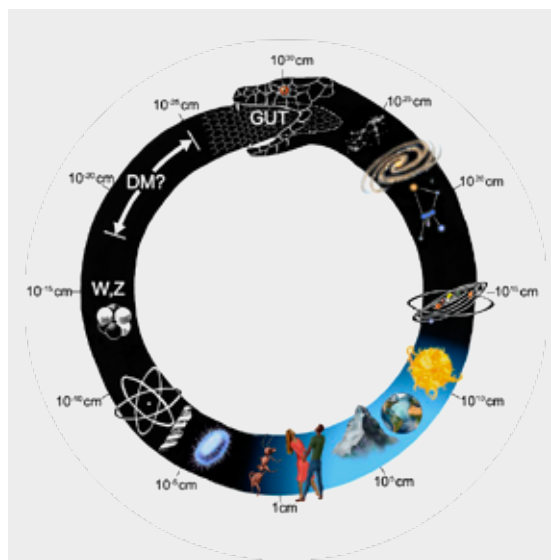 10³⁰cm
10⁻²⁵cm
10²⁵cm
GUT
10⁻²⁰cm
DM?
10²⁰cm
10⁻¹⁵cm
W,Z
10¹⁵cm
10⁻¹⁰cm
10¹⁰cm
10⁻⁵cm
10⁵cm
1cm